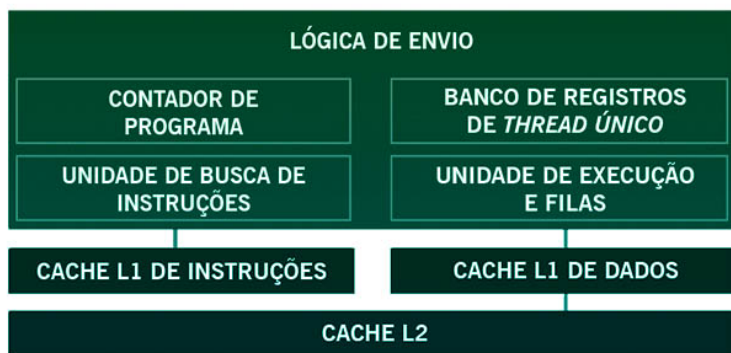 LÓGICA DE ENVIO
CONTADOR DE
PROGRAMA
BANCO DE REGISTROS
DE THREAD ÚNICO
UNIDADE DE BUSCA DE
INSTRUÇÕES
UNIDADE DE EXECUÇÃO
E FILAS
CACHE L1 DE INSTRUÇÕES
CACHE L1 DE DADOS
CACHE L2